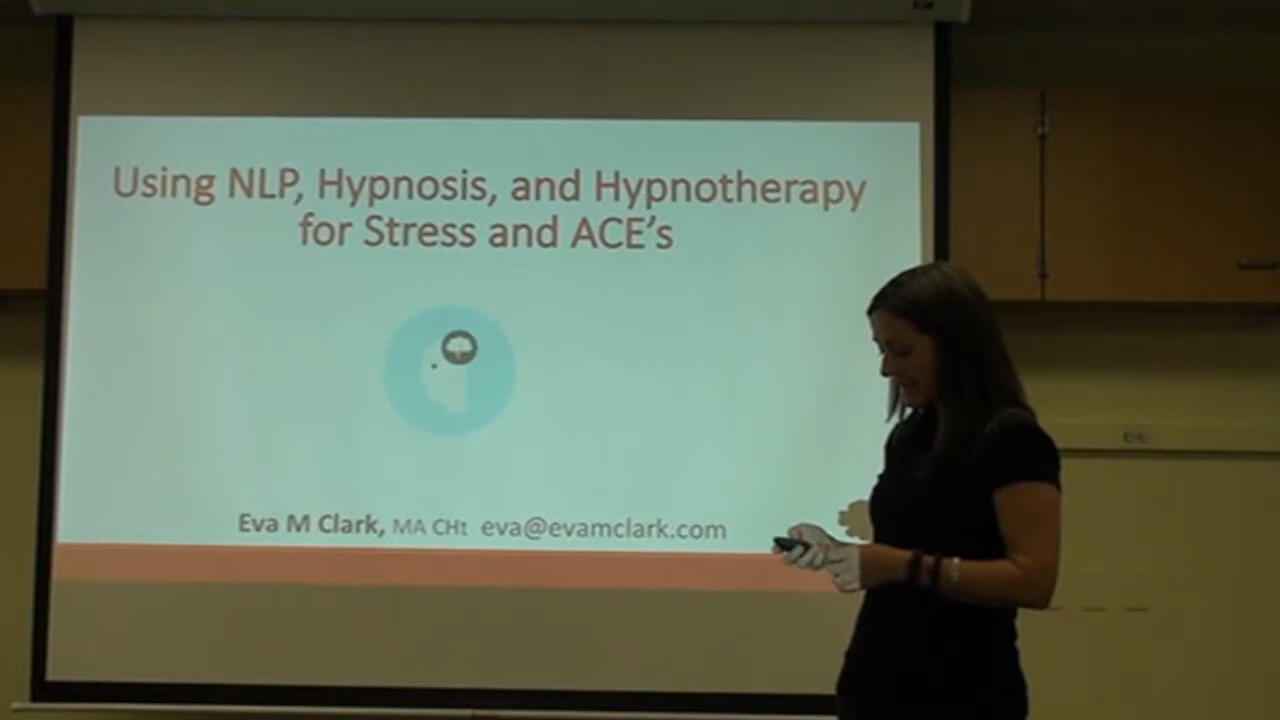 Using NLP, Hypnosis, and Hypnotherapy
for Stress and ACE's
Eva M Clark, MA CHt eva@evamclark.com